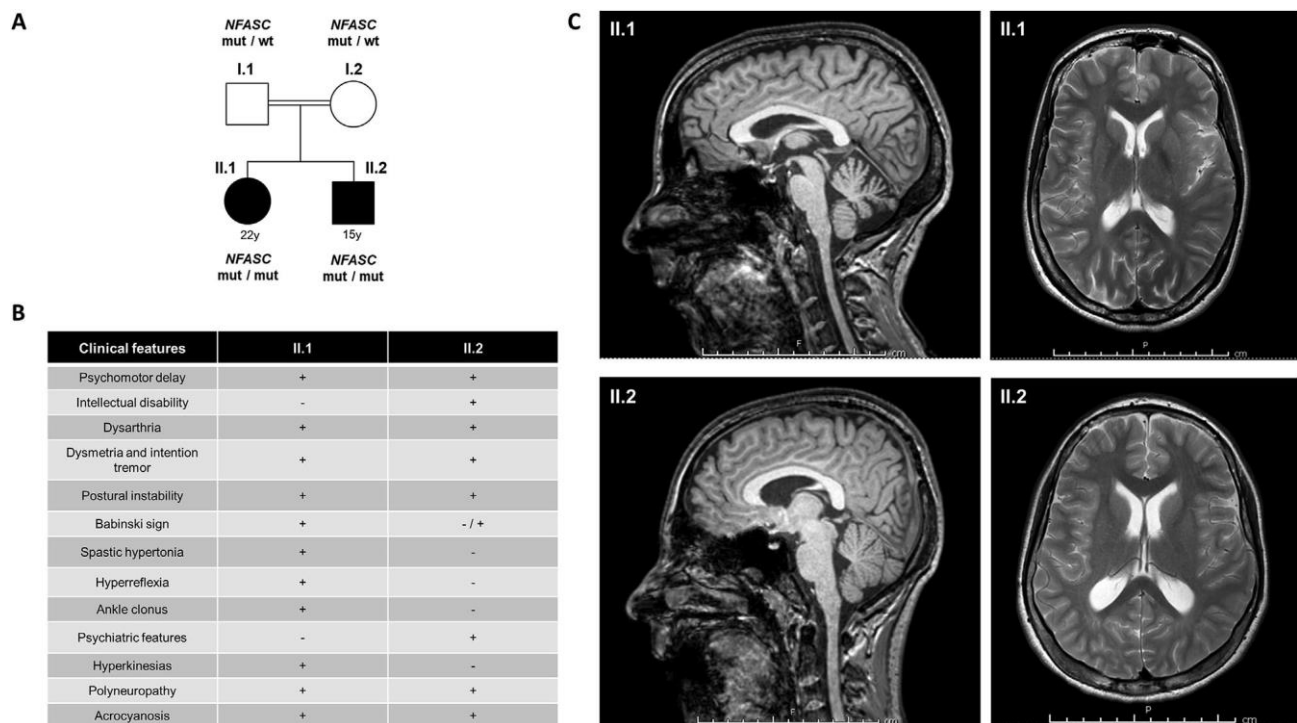 A
NFASC
mut / wt
NFASC
mut / wt
I.1
I.2
II.1
II.2
22y
15y
NFASC
mut / mut
NFASC
mut / mut
B
Clinical features II.1 II.2
Psychomotor delay + +
Intellectual disability - +
Dysarthria + +
Dysmetria and intention
tremor + +
Postural instability + +
Babinski sign + - / +
Spastic hypertonia + -
Hyperreflexia + -
Ankle clonus + -
Psychiatric features - +
Hyperkinesias + -
Polyneuropathy + +
Acrocyanosis + +
C
II.1
F
cm
II.1
P
cm
II.2
F
cm
II.2
P
cm